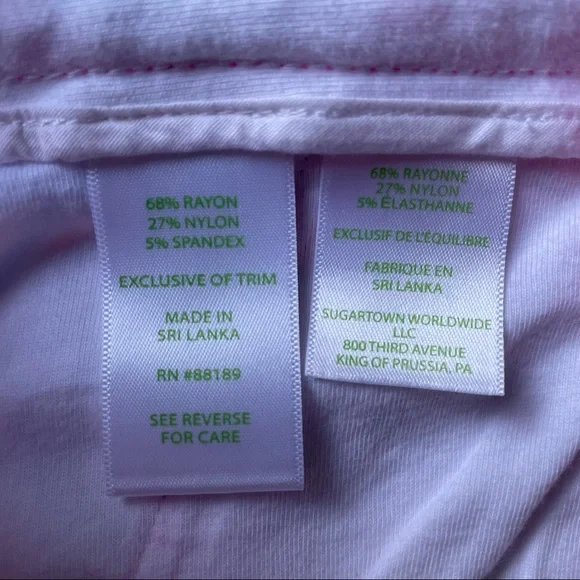 68% RAYON
27% NYLON
5% SPANDEX
EXCLUSIVE OF TRIM
MADE IN
SRI LANKA
RN #88189
SEE REVERSE
FOR CARE
68% RAYONNE
27% NYLON
5% ÉLASTHANNE
EXCLUSIF DE L'ÉQUILIBRE
FABRIQUE EN
SRI LANKA
SUGARTOWN WORLDWIDE
LLC
800 THIRD AVENUE
KING OF PRUSSIA, PA